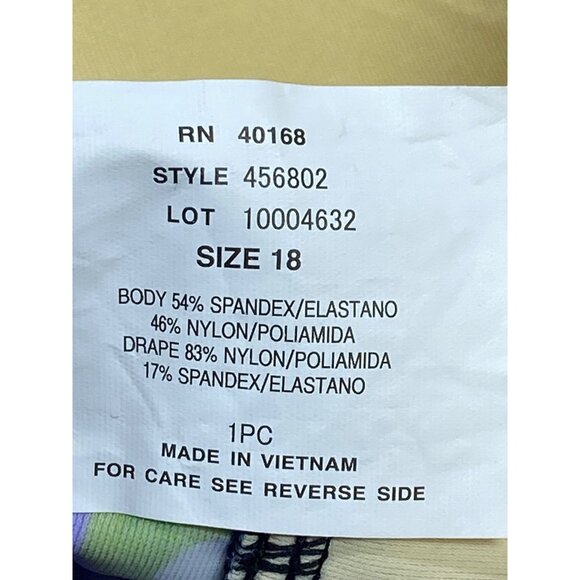 RN 40168
STYLE 456802
LOT 10004632
SIZE 18
BODY 54% SPANDEX/ELASTANO
46% NYLON/POLIAMIDA
DRAPE 83% NYLON/POLIAMIDA
17% SPANDEX/ELASTANO
1PC
MADE IN VIETNAM
FOR CARE SEE REVERSE SIDE